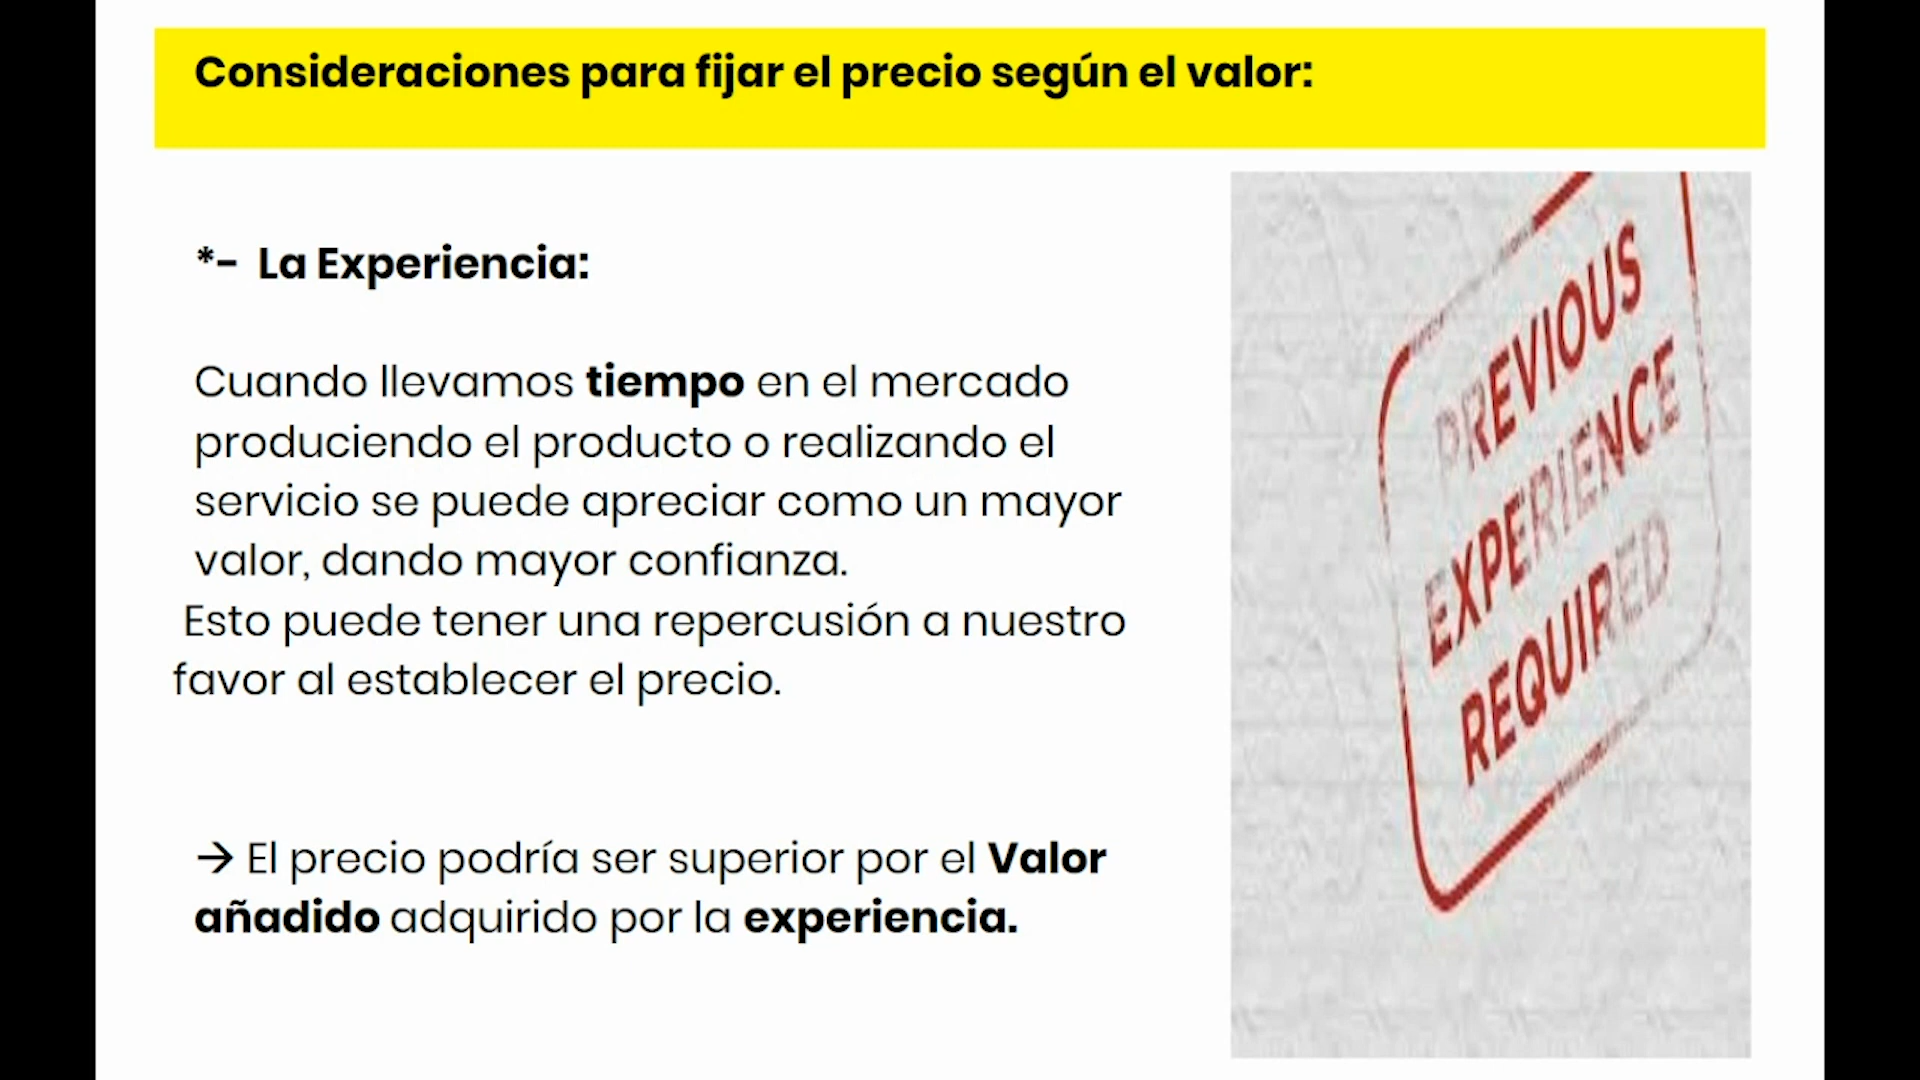 Consideraciones para fijar el precio según el valor:
*- La Experiencia:
Cuando llevamos tiempo en el mercado
produciendo el producto o realizando el
servicio se puede apreciar como un mayor
valor, dando mayor confianza.
Esto puede tener una repercusión a nuestro
favor al establecer el precio.
→ El precio podría ser superior por el Valor
añadido adquirido por la experiencia.
PREVIOUS
EXPERIENCE
REQUIRED